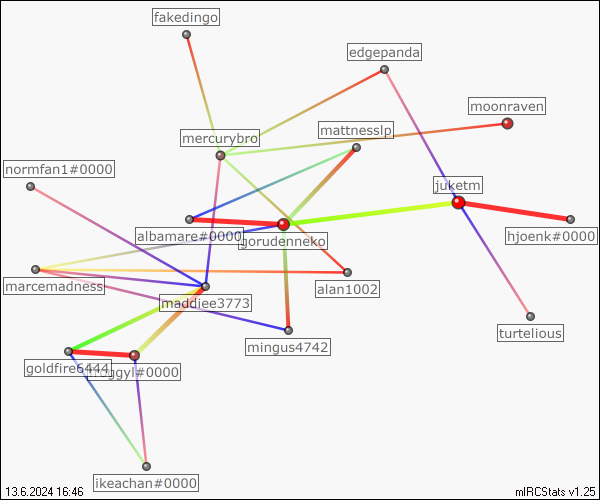 fakedingo
edgepanda
moonraven
mattnesslp
mercurybro
normfan1#0000
juketm
albamare#0000
gorudenneko
hjoenk#0000
marcemadness
alan1002
maddiee3773
turtelious
mingus4742
goldfire6444
#0000
ikeachan#0000
13.6.2024 16:46
mIRCStats v1.25